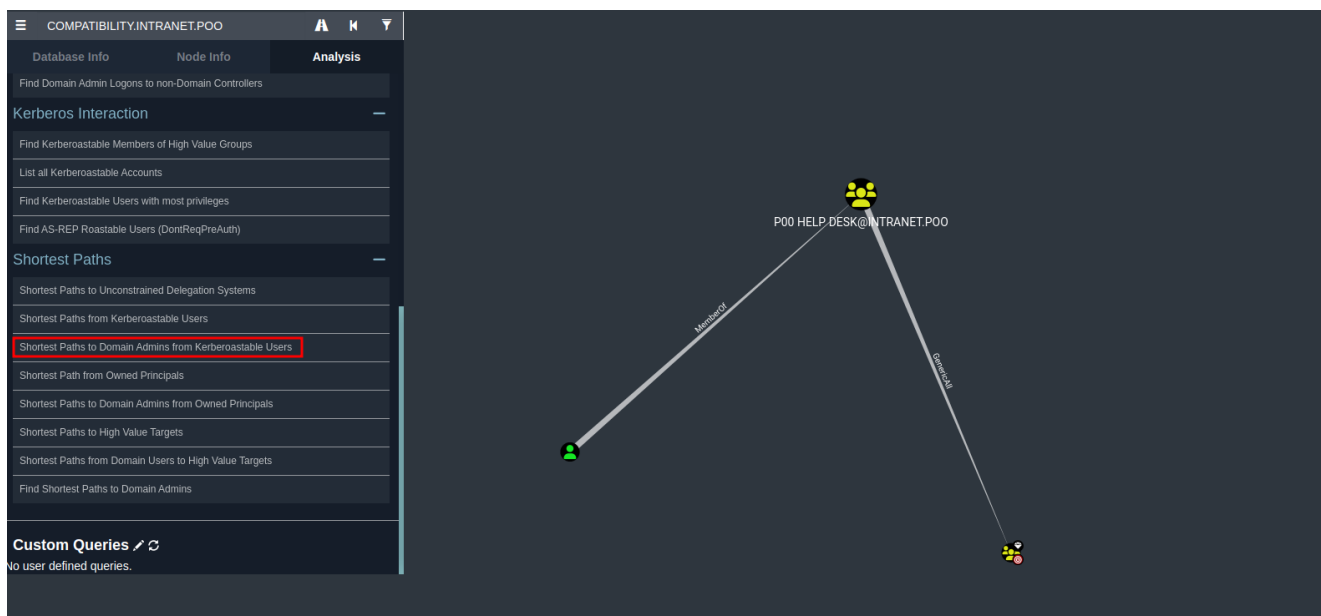 COMPATIBILITY.INTRANET.POO
Database Info Node Info Analysis
Find Domain Admin Logons to non-Domain Controllers
Kerberos Interaction
Find Kerberoastable Members of High Value Groups
List all Kerberoastable Accounts
Find Kerberoastable Users with most privileges
Find AS-REP Roastable Users (DontReqPreAuth)
Shortest Paths
Shortest Paths to Unconstrained Delegation Systems
Shortest Paths from Kerberoastable Users
Shortest Paths to Domain Admins from Kerberoastable Users
Shortest Path from Owned Principals
Shortest Paths to Domain Admins from Owned Principals
Shortest Paths to High Value Targets
Shortest Paths from Domain Users to High Value Targets
Find Shortest Paths to Domain Admins
Custom Queries
No user defined queries.
P00 HELP DESK@INTRANET.POO
MemberOf
GenericAll